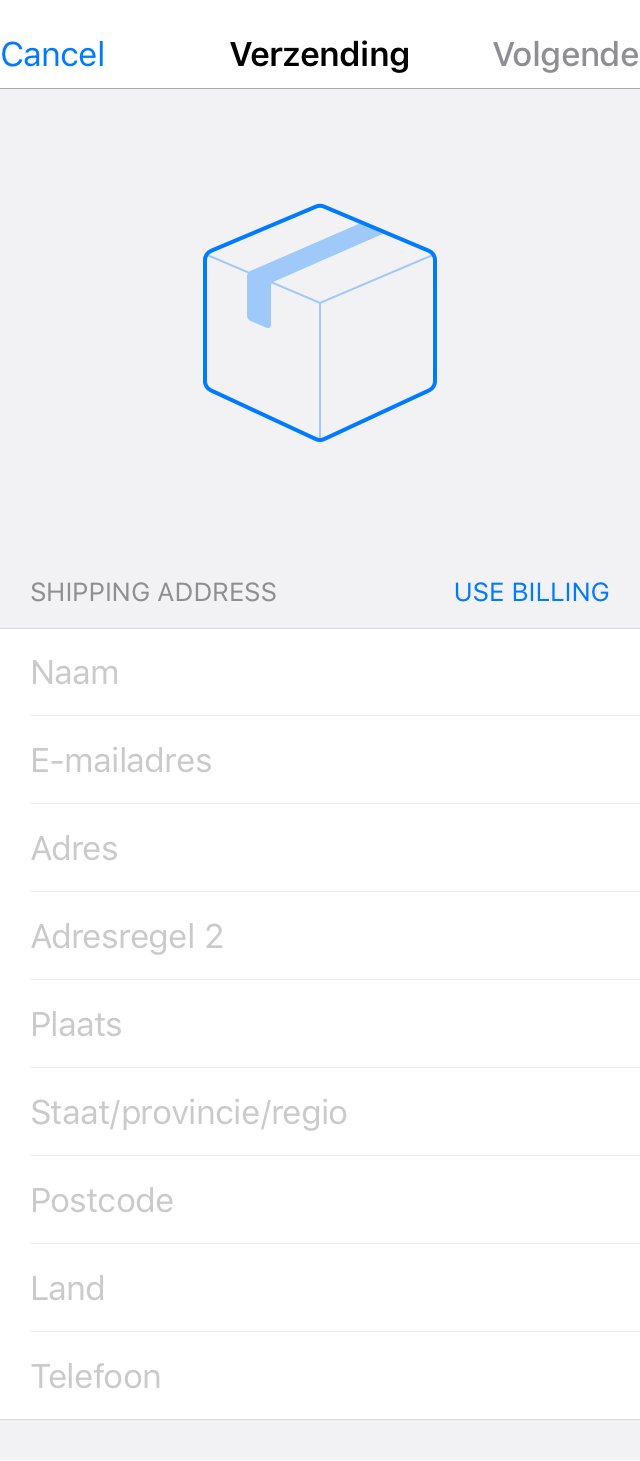 Cancel Verzending Volgende
SHIPPING ADDRESS USE BILLING
Naam
E-mailadres
Adres
Adresregel 2
Plaats
Staat/provincie/regio
Postcode
Land
Telefoon